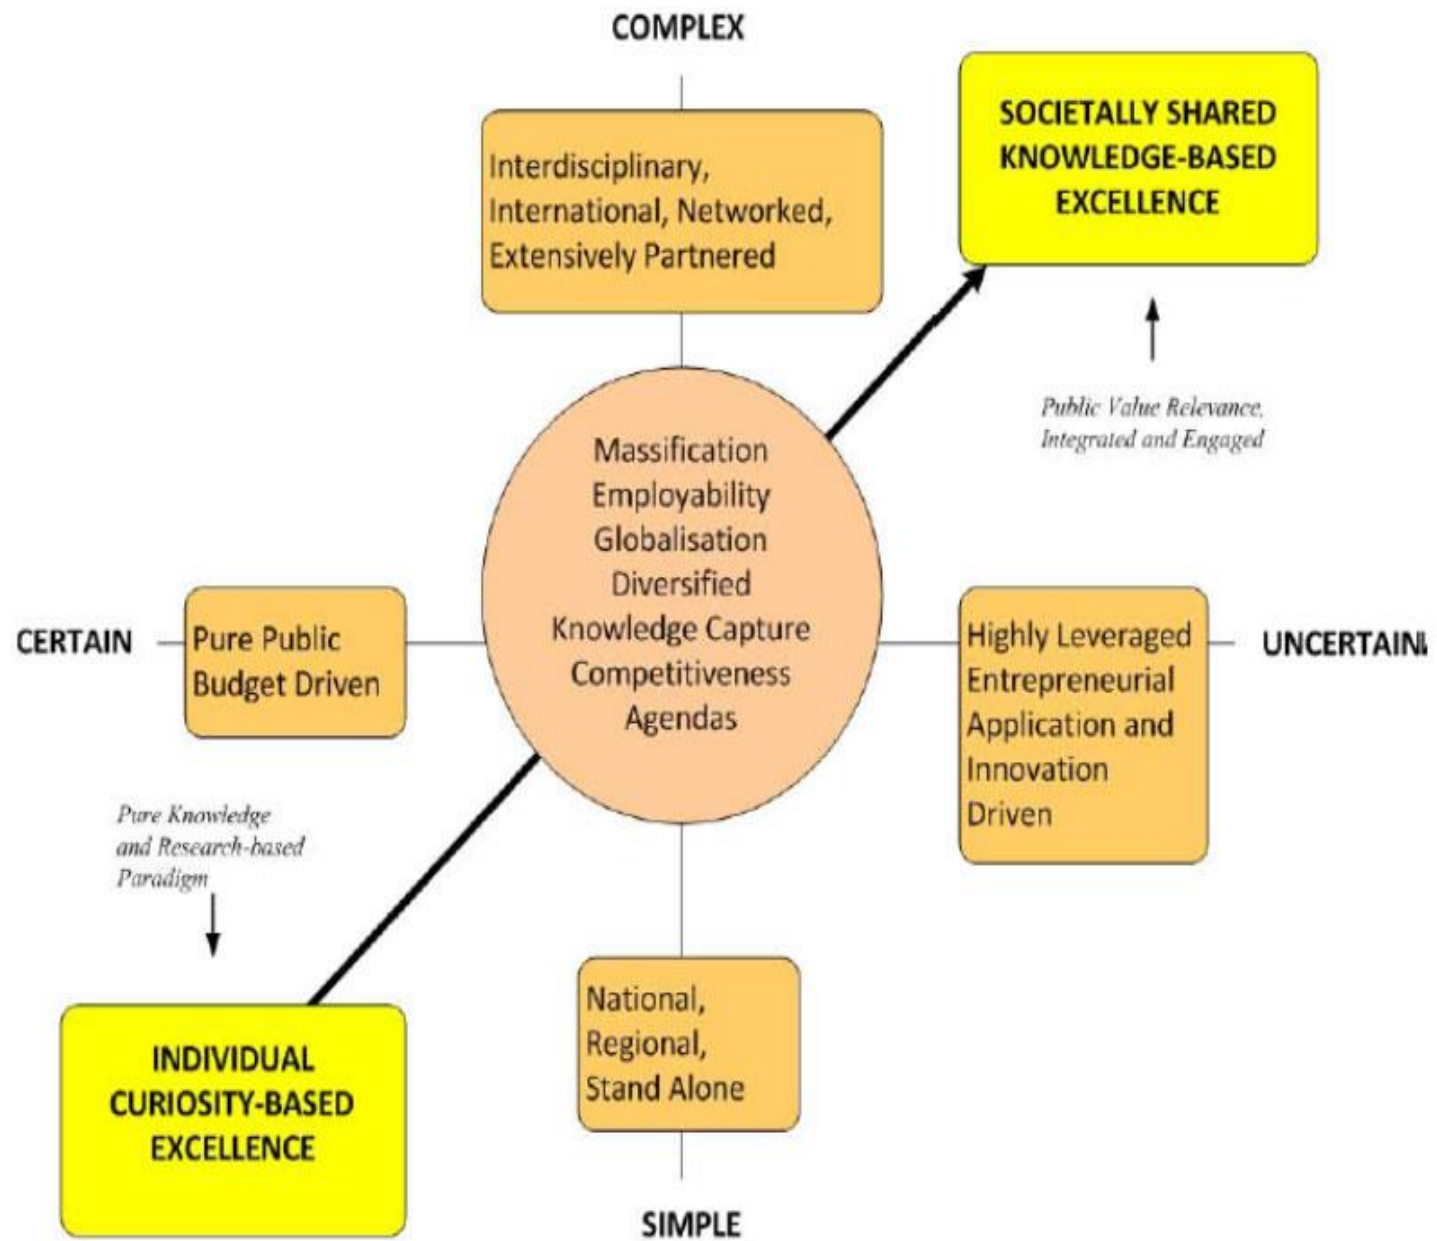 COMPLEX
SOCIETALLY SHARED
KNOWLEDGE-BASED
EXCELLENCE
Interdisciplinary,
International, Networked,
Extensively Partnered
Public Value Relevance,
Integrated and Engaged
Massification
Employability
Globalisation
Diversified
Knowledge Capture
Competitiveness
Agendas
CERTAIN
Pure Public
Budget Driven
Highly Leveraged
Entrepreneurial
Application and
Innovation
Driven
UNCERTAIN
Pure Knowledge
and Research-based
Paradigm
National,
Regional,
Stand Alone
INDIVIDUAL
CURIOSITY-BASED
EXCELLENCE
SIMPLE